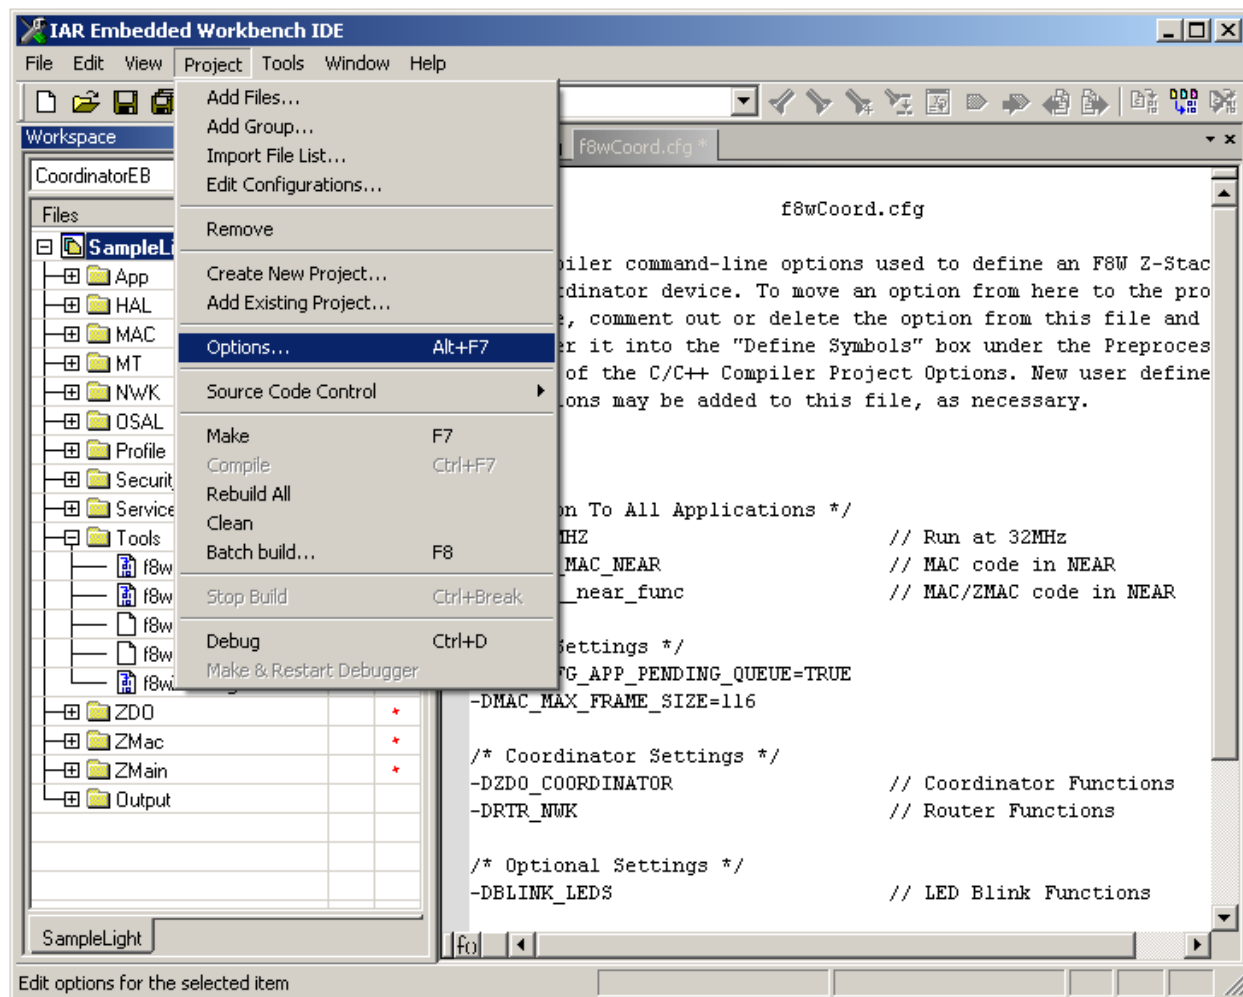 IAR Embedded Workbench IDE
File Edit View Project Tools Window Help
Add Files...
Add Group...
Import File List...
Edit Configurations...
Remove
Create New Project...
Add Existing Project...
Options... Alt+F7
Source Code Control
Make F7
Compile Ctrl+F7
Rebuild All
Clean
Batch build... F8
Stop Build Ctrl+Break
Debug Ctrl+D
Make & Restart Debugger
Workspace
CoordinatorEB
Files
SampleLi
App
HAL
MAC
MT
NWK
OSAL
Profile
Securit
Service
Tools
f8w
f8w
f8w
f8w
f8w
ZDO
ZMac
ZMain
Output
SampleLight
f8wCoord.cfg *
f8wCoord.cfg
piler command-line options used to define an F8W Z-Stac
dinator device. To move an option from here to the pro
, comment out or delete the option from this file and
er it into the "Define Symbols" box under the Preproces
of the C/C++ Compiler Project Options. New user define
ions may be added to this file, as necessary.
n To All Applications */
MHZ // Run at 32MHz
_MAC_NEAR // MAC code in NEAR
__near_func // MAC/ZMAC code in NEAR
Settings */
FG_APP_PENDING_QUEUE=TRUE
-DMAC_MAX_FRAME_SIZE=116
/* Coordinator Settings */
-DZDO_COORDINATOR // Coordinator Functions
-DRTR_NWK // Router Functions
/* Optional Settings */
-DBLINK_LEDS // LED Blink Functions
fo
Edit options for the selected item